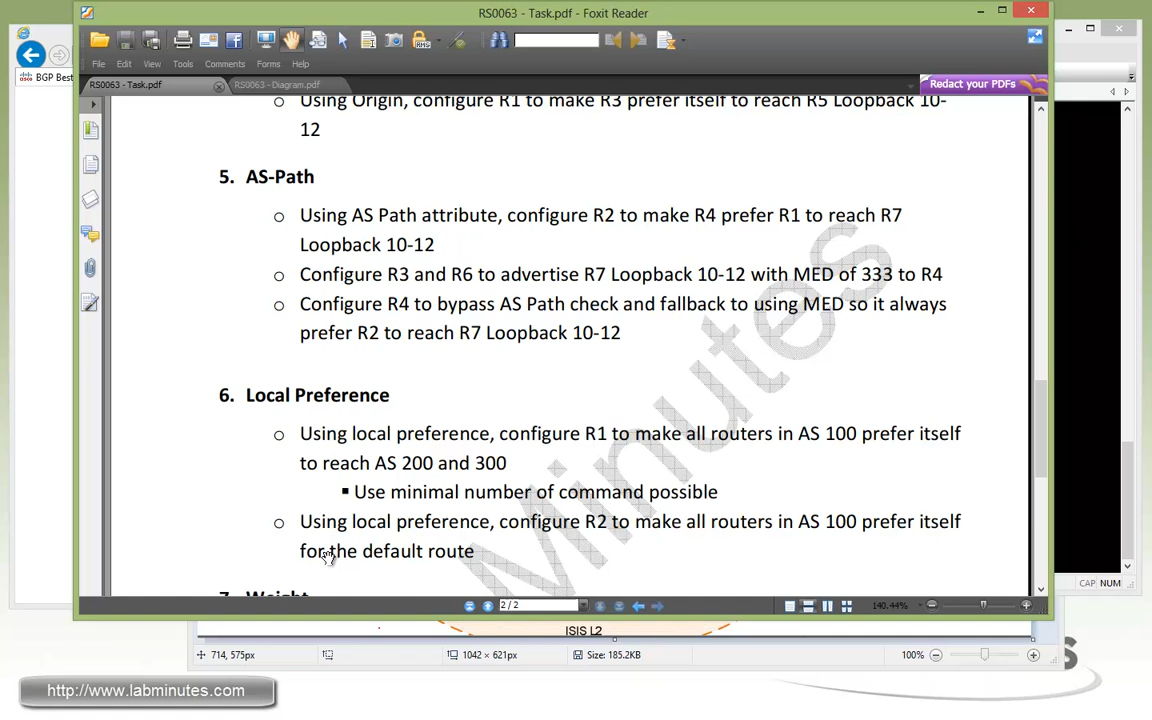 RS0063 - Task.pdf - Foxit Reader
File Edit View Tools Comments Forms Help
BGP Best
RS0063 - Task.pdf
RS0063 - Diagram.pdf
Redact your PDFs
Using Origin, configure R1 to make R3 prefer itself to reach R5 Loopback 10-
12
5. AS-Path
o Using AS Path attribute, configure R2 to make R4 prefer R1 to reach R7
Loopback 10-12
o Configure R3 and R6 to advertise R7 Loopback 10-12 with MED of 333 to R4
o Configure R4 to bypass AS Path check and fallback to using MED so it always
prefer R2 to reach R7 Loopback 10-12
6. Local Preference
o Using local preference, configure R1 to make all routers in AS 100 prefer itself
to reach AS 200 and 300
▪ Use minimal number of command possible
o Using local preference, configure R2 to make all routers in AS 100 prefer itself
for the default route
7. Weight
Minutes
CAP NUM
2 / 2
140.44%
ISIS L2
714, 575px
1042 × 621px
Size: 185.2KB
100%
http://www.labminutes.com